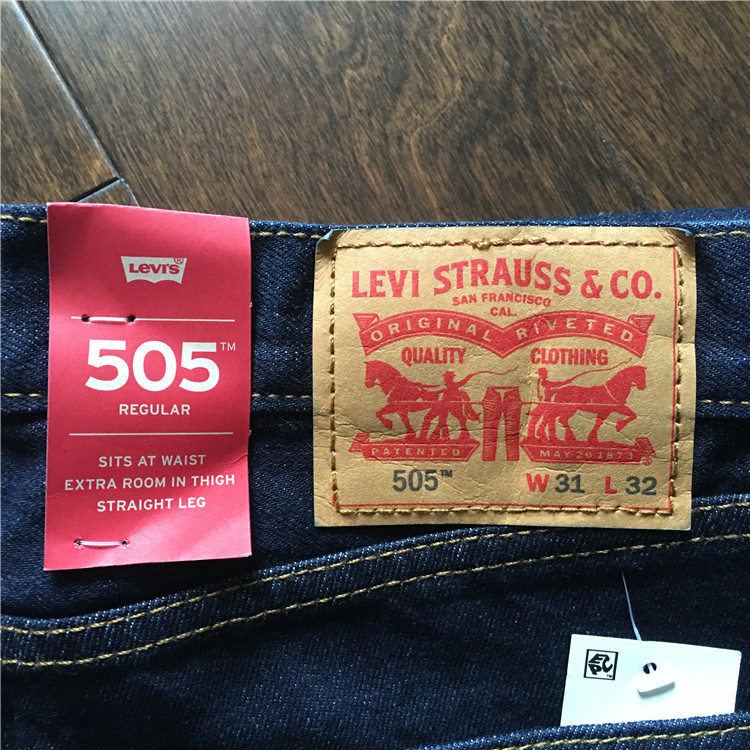 LEVI'S®
505™
REGULAR
SITS AT WAIST
EXTRA ROOM IN THIGH
STRAIGHT LEG
LEVI STRAUSS & CO.
SAN FRANCISCO
CAL.
ORIGINAL RIVETED
QUALITY CLOTHING
PATENTED MAY 20 1873 ®
505™ W 31 L 32